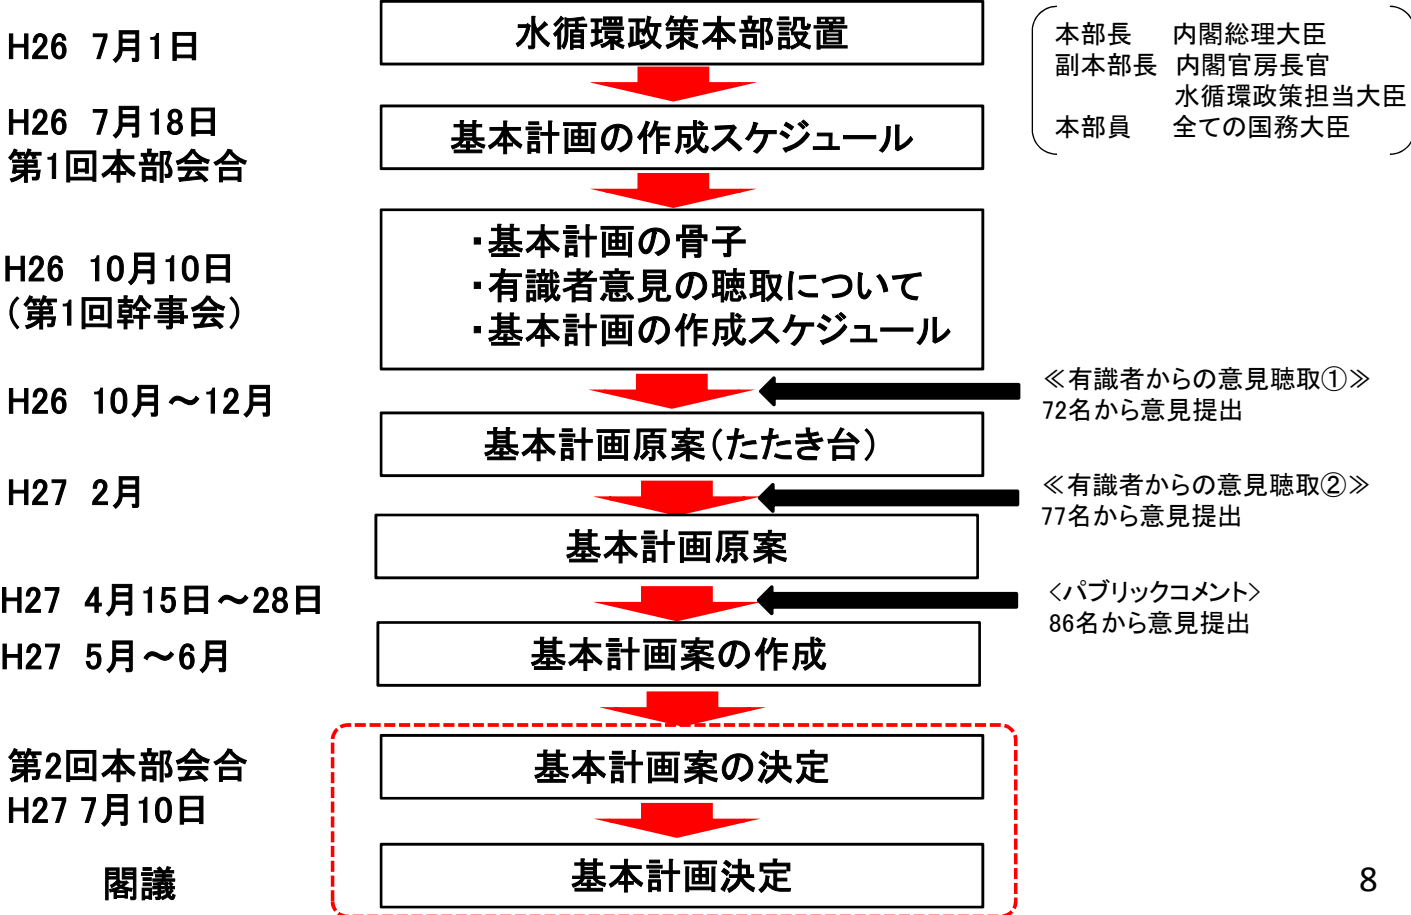 H26 7月1日
水循環政策本部設置
本部長 内閣総理大臣
副本部長 内閣官房長官
水循環政策担当大臣
本部員 全ての国務大臣
H26 7月18日
第1回本部会合
基本計画の作成スケジュール
H26 10月10日
（第1回幹事会）
・基本計画の骨子
・有識者意見の聴取について
・基本計画の作成スケジュール
H26 10月～12月
≪有識者からの意見聴取①≫
72名から意見提出
基本計画原案（たたき台）
H27 2月
≪有識者からの意見聴取②≫
77名から意見提出
基本計画原案
H27 4月15日～28日
＜パブリックコメント＞
86名から意見提出
H27 5月～6月
基本計画案の作成
第2回本部会合
H27 7月10日
基本計画案の決定
閣議
基本計画決定
8